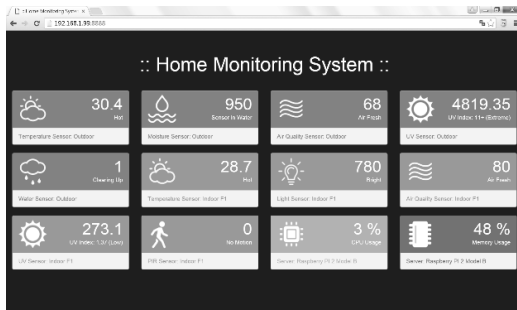 :: Home Monitoring System ::
192.168.1.99:8888
:: Home Monitoring System ::
30.4
Hot
Temperature Sensor: Outdoor
950
Sensor In Water
Moisture Sensor: Outdoor
68
Air Fresh
Air Quality Sensor: Outdoor
4819.35
UV Index: 11+ (Extreme)
UV Sensor: Outdoor
1
Clearing Up
Water Sensor: Outdoor
28.7
Hot
Temperature Sensor: Indoor F1
780
Bright
Light Sensor: Indoor F1
80
Air Fresh
Air Quality Sensor: Indoor F1
273.1
UV Index: 1.37 (Low)
UV Sensor: Indoor F1
0
No Motion
PIR Sensor: Indoor F1
3 %
CPU Usage
Server: Raspberry PI 2 Model B
48 %
Memory Usage
Server: Raspberry PI 2 Model B